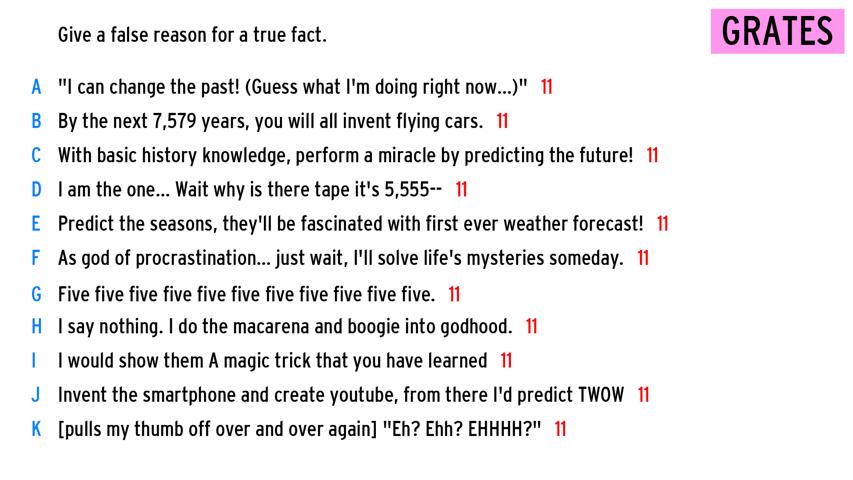 Give a false reason for a true fact.
GRATES
A "I can change the past! (Guess what I'm doing right now...)" 11
B By the next 7,579 years, you will all invent flying cars. 11
C With basic history knowledge, perform a miracle by predicting the future! 11
D I am the one... Wait why is there tape it's 5,555-- 11
E Predict the seasons, they'll be fascinated with first ever weather forecast! 11
F As god of procrastination... just wait, I'll solve life's mysteries someday. 11
G Five five five five five five five five five five five. 11
H I say nothing. I do the macarena and boogie into godhood. 11
I I would show them A magic trick that you have learned 11
J Invent the smartphone and create youtube, from there I'd predict TWOW 11
K [pulls my thumb off over and over again] "Eh? Ehh? EHHHH?" 11